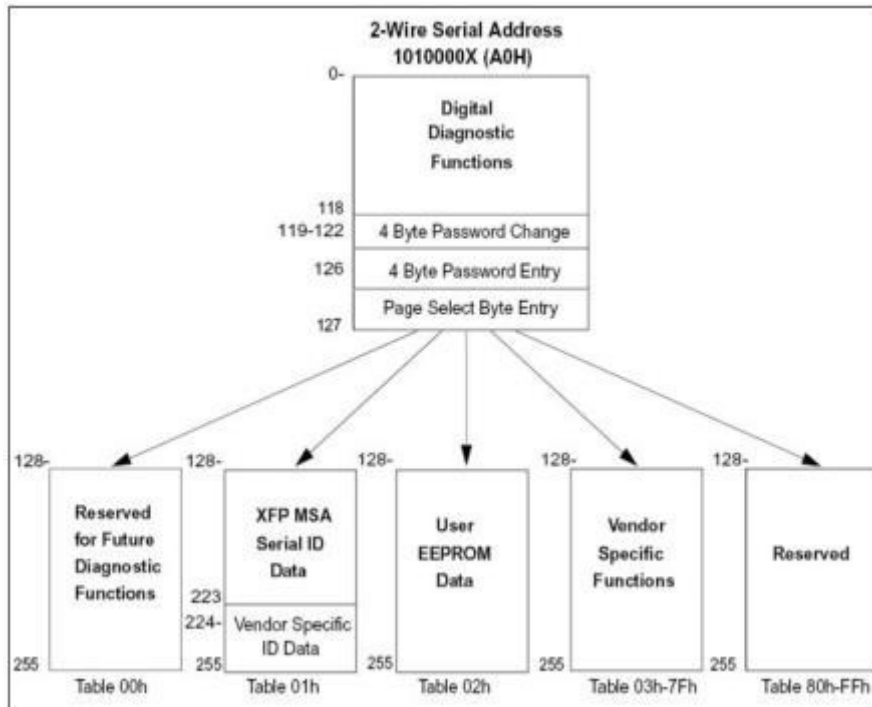 2-Wire Serial Address
1010000X (A0H)
0-
Digital
Diagnostic
Functions
118
119-122
4 Byte Password Change
126
4 Byte Password Entry
Page Select Byte Entry
127
128-
Reserved
for Future
Diagnostic
Functions
255
Table 00h
128-
XFP MSA
Serial ID
Data
223
224-
Vendor Specific
ID Data
255
Table 01h
128-
User
EEPROM
Data
255
Table 02h
128-
Vendor
Specific
Functions
255
Table 03h-7Fh
128-
Reserved
255
Table 80h-FFh